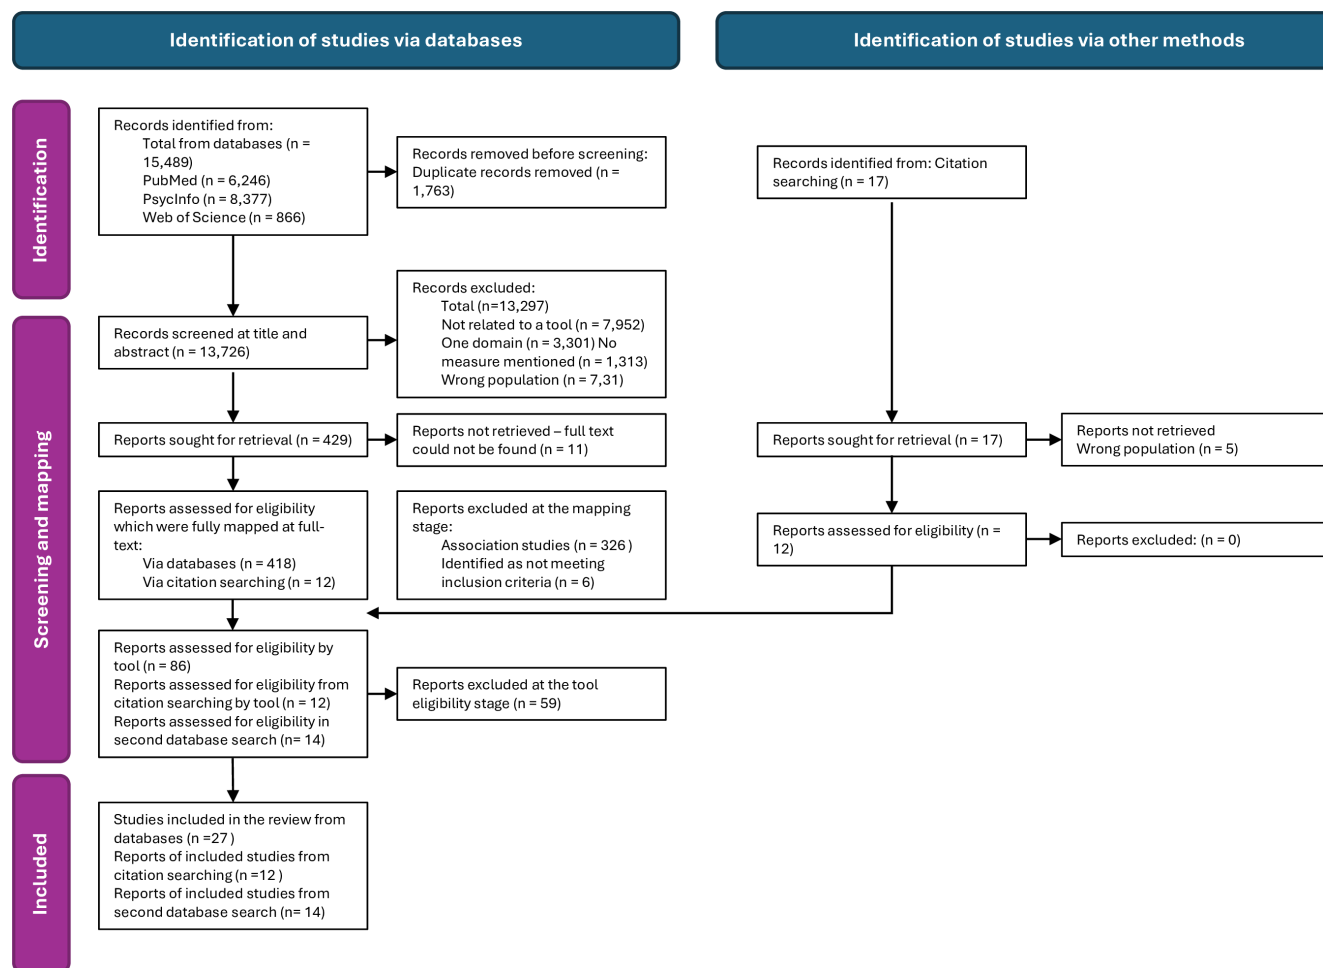 Identification of studies via databases
Identification of studies via other methods
Identification
Records identified from:
Total from databases (n =
15,489)
PubMed (n = 6,246)
PsycInfo (n = 8,377)
Web of Science (n = 866)
Records removed before screening:
Duplicate records removed (n =
1,763)
Records identified from: Citation
searching (n = 17)
Screening and mapping
Records screened at title and
abstract (n = 13,726)
Records excluded:
Total (n=13,297)
Not related to a tool (n = 7,952)
One domain (n = 3,301) No
measure mentioned (n = 1,313)
Wrong population (n = 7,31)
Reports sought for retrieval (n = 429)
Reports not retrieved – full text
could not be found (n = 11)
Reports sought for retrieval (n = 17)
Reports not retrieved
Wrong population (n = 5)
Reports assessed for eligibility
which were fully mapped at full-
text:
Via databases (n = 418)
Via citation searching (n = 12)
Reports excluded at the mapping
stage:
Association studies (n = 326 )
Identified as not meeting
inclusion criteria (n = 6)
Reports assessed for eligibility (n =
12)
Reports excluded: (n = 0)
Reports assessed for eligibility by
tool (n = 86)
Reports assessed for eligibility from
citation searching by tool (n = 12)
Reports assessed for eligibility in
second database search (n= 14)
Reports excluded at the tool
eligibility stage (n = 59)
Included
Studies included in the review from
databases (n =27 )
Reports of included studies from
citation searching (n =12 )
Reports of included studies from
second database search (n= 14)